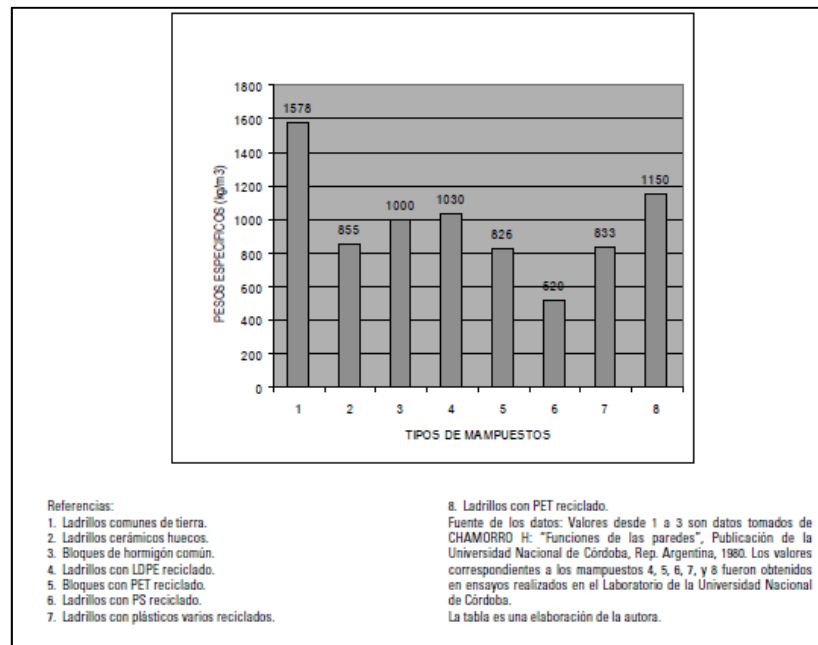 PESOS ESPECIFICOS (kg/m3)
1800
1600
1400
1200
1000
800
600
400
200
0
1578
855
1000
1030
826
520
833
1150
1 2 3 4 5 6 7 8
TIPOS DE MAMPUESTOS
Referencias:
1. Ladrillos comunes de tierra.
2. Ladrillos cerámicos huecos.
3. Bloques de hormigón común.
4. Ladrillos con LDPE reciclado.
5. Bloques con PET reciclado.
6. Ladrillos con PS reciclado.
7. Ladrillos con plásticos varios reciclados.
8. Ladrillos con PET reciclado.
Fuente de los datos: Valores desde 1 a 3 son datos tomados de
CHAMORRO H: "Funciones de las paredes", Publicación de la
Universidad Nacional de Córdoba, Rep. Argentina, 1980. Los valores
correspondientes a los mampuestos 4, 5, 6, 7, y 8 fueron obtenidos
en ensayos realizados en el Laboratorio de la Universidad Nacional
de Córdoba.
La tabla es una elaboración de la autora.